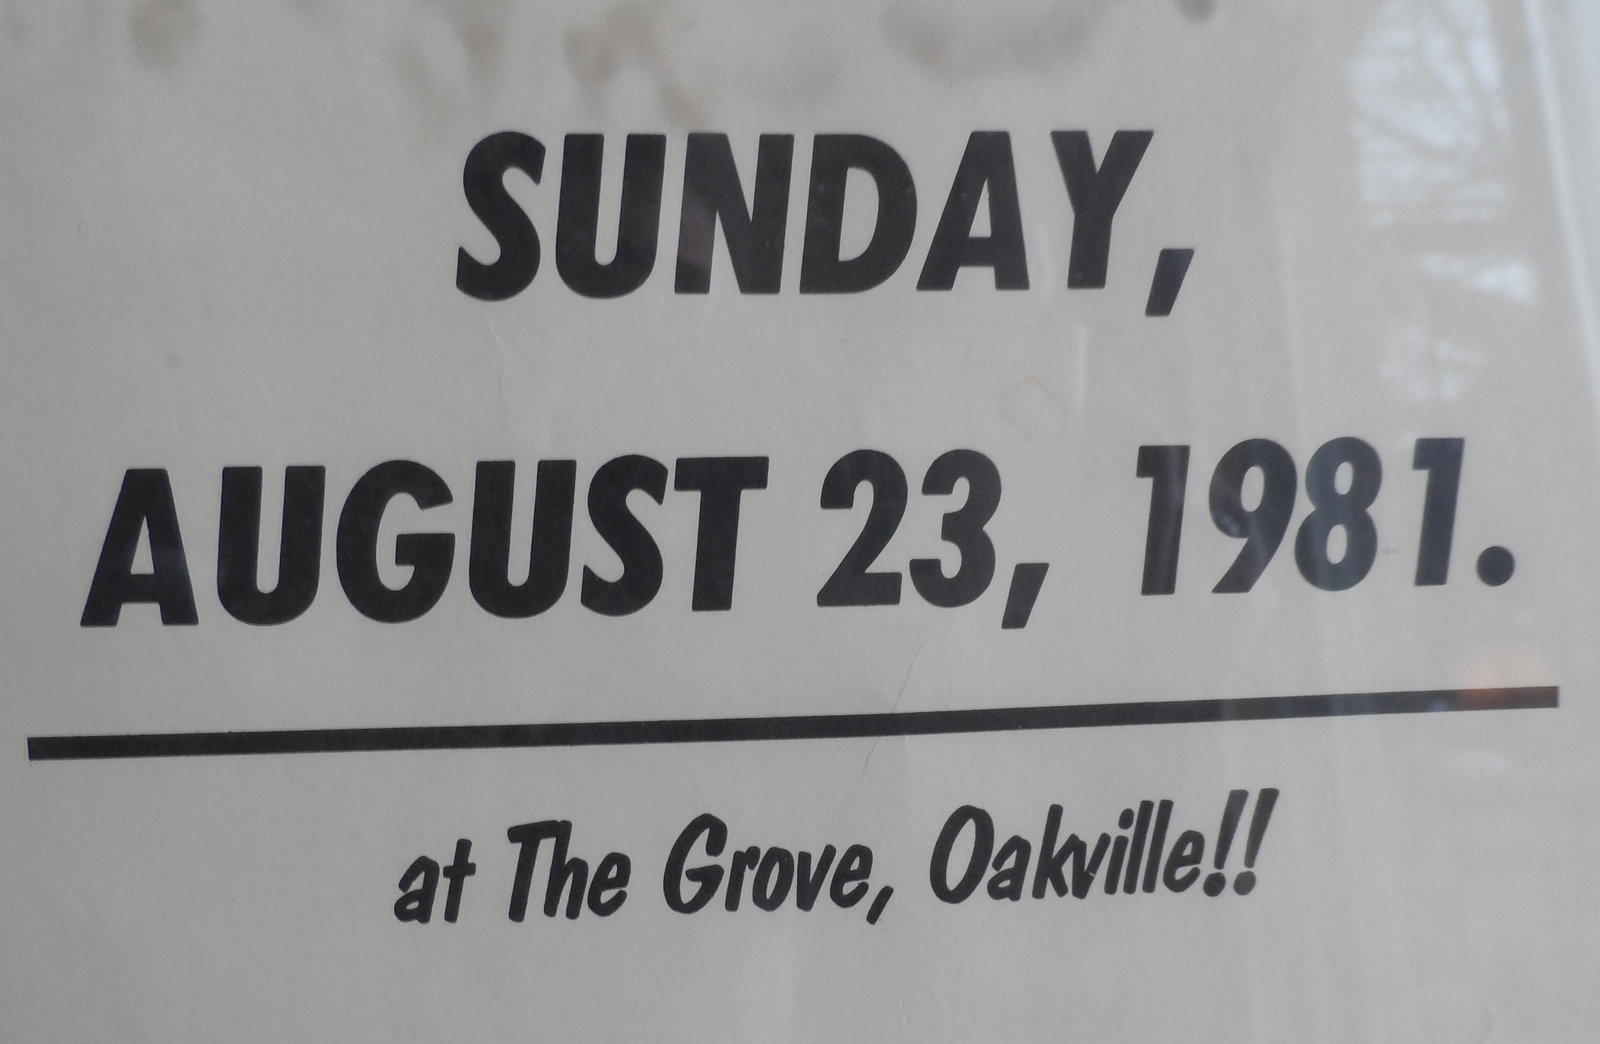 SUNDAY,
AUGUST 23, 1981.
at The Grove, Oakville!!